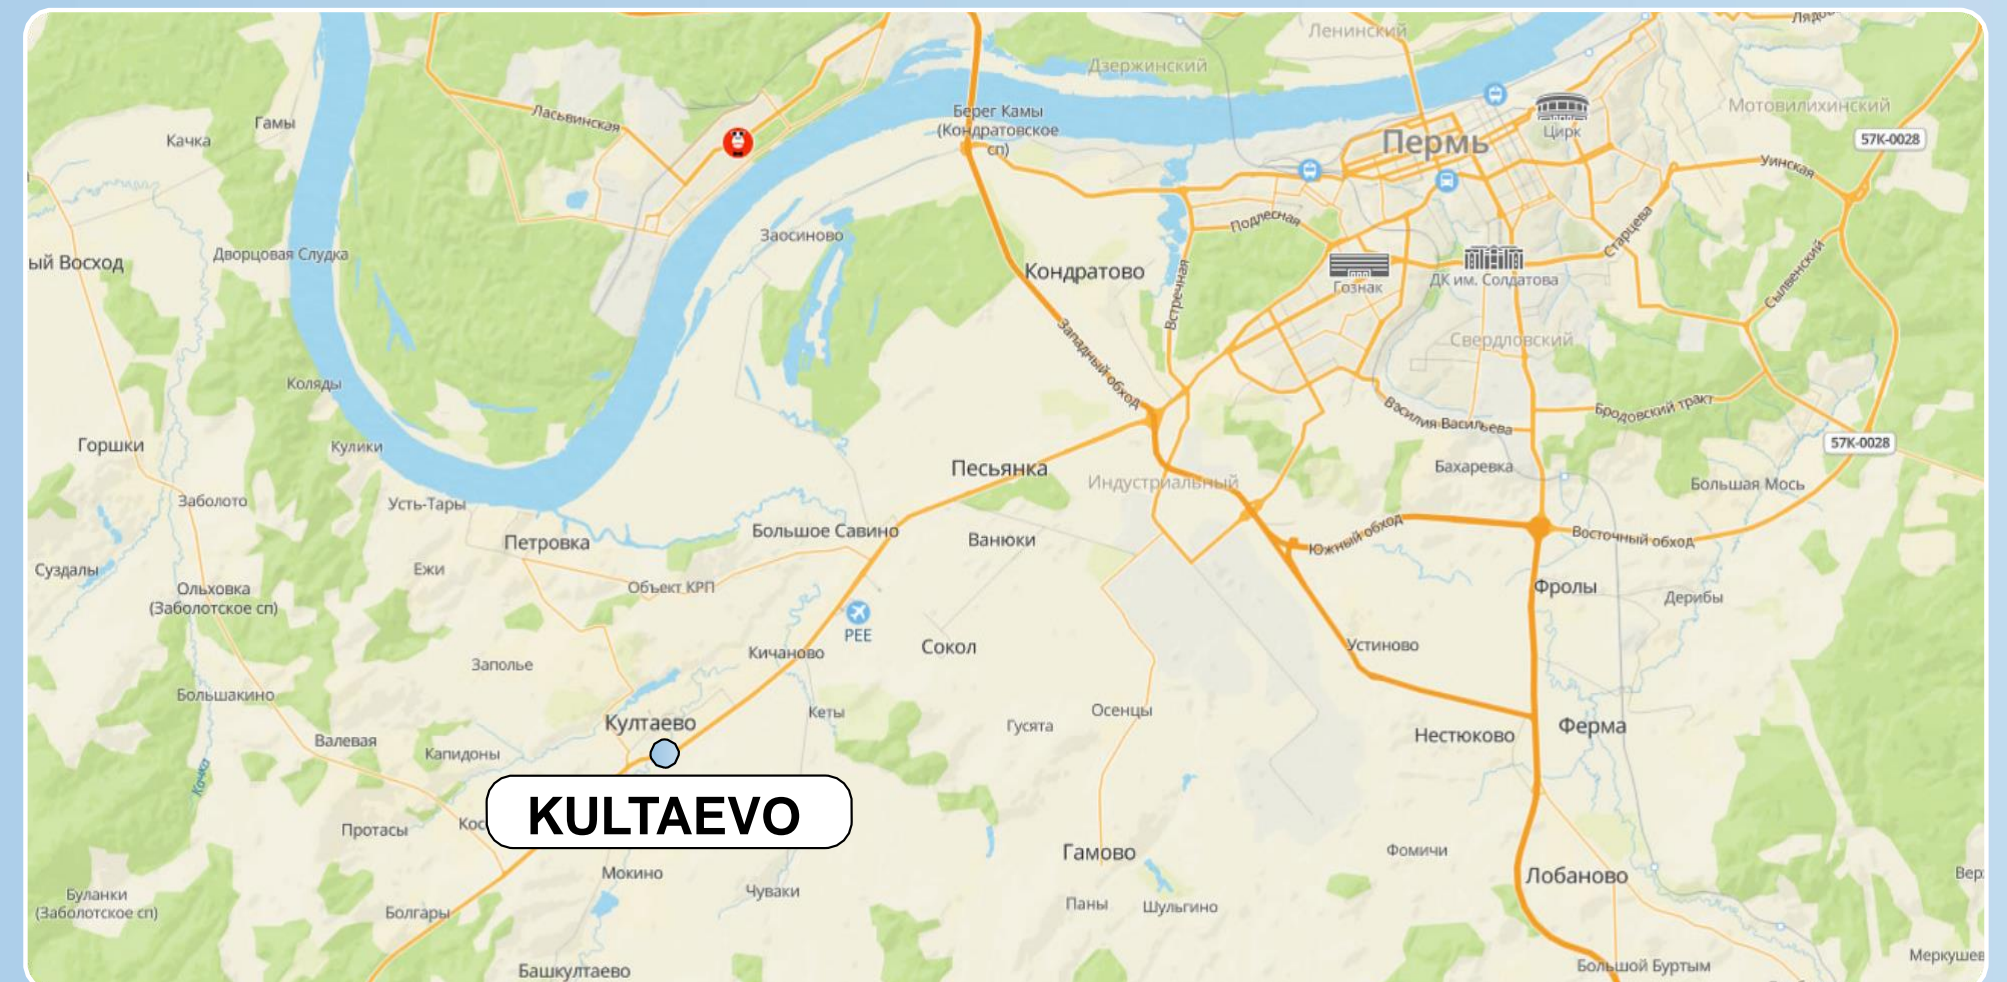 Ленинский
Дзержинский
Мотовилихинский
Берег Камы
(Кондратовское
сп)
Ласьвинская
Гамы
Качка
Пермь
Цирк
57К-0028
Уинская
Подлесная
Заосиново
Старцева
Дворцовая Слудка
ый Восход
Кондратово
Встречная
Гознак
ДК им. Солдатова
Сылвенский
Западный обход
Свердловский
Коляды
Василия Васильева
Бродовский тракт
Горшки
Кулики
57К-0028
Песьянка
Индустриальный
Бахаревка
Большая Мось
Заболото
Усть-Тары
Большое Савино
Ванюки
Южный обход
Восточный обход
Петровка
Суздалы
Ежи
Объект КРП
Ольховка
(Заболотское сп)
Фролы
Дерибы
PEE
Кичаново
Сокол
Устиново
Заполье
Большакино
Култаево
Кеты
Гусята
Осенцы
Валевая
Капидоны
Нестюково
Ферма
Качка
KULTAEVO
Протасы
Кос
Гамово
Фомичи
Мокино
Чуваки
Лобаново
Буланки
(Заболотское сп)
Болгары
Паны
Шульгино
Башкултаево
Большой Буртым
Меркушев